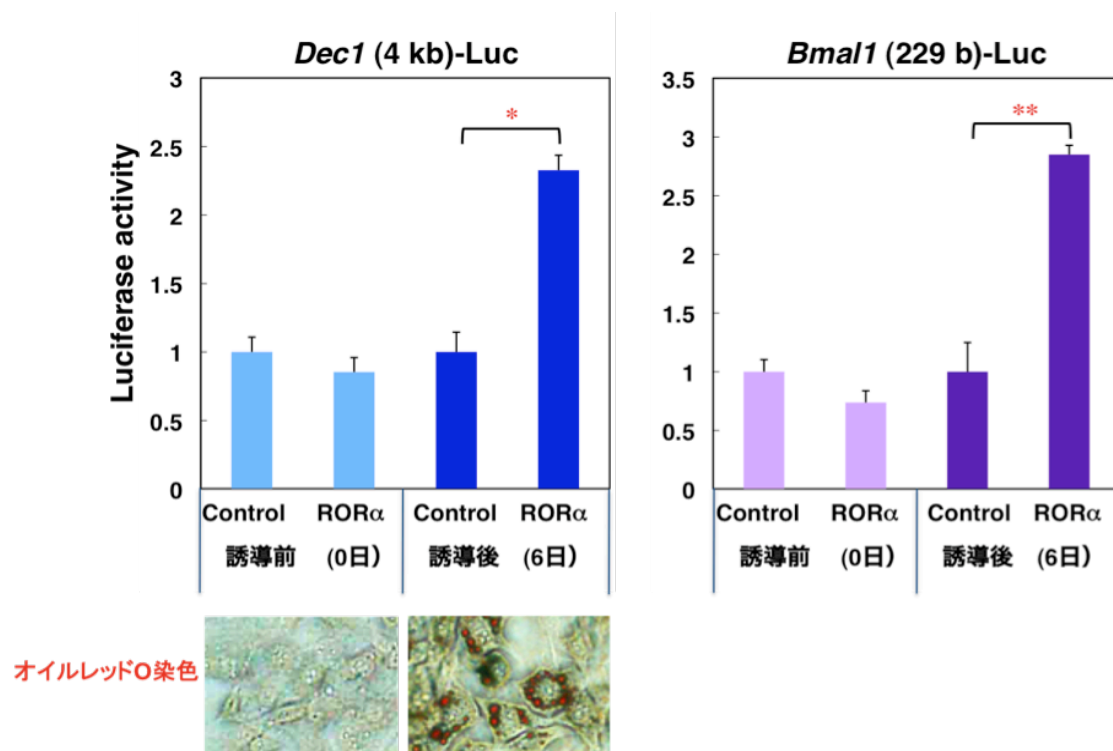 Dec1 (4 kb)-Luc
Luciferase activity
3
2.5
2
1.5
1
0.5
0
*
Control RORα Control RORα
誘導前 (0日) 誘導後 (6日)
Bmal1 (229 b)-Luc
3.5
3
2.5
2
1.5
1
0.5
0
**
Control RORα Control RORα
誘導前 (0日) 誘導後 (6日)
オイルレッドO染色